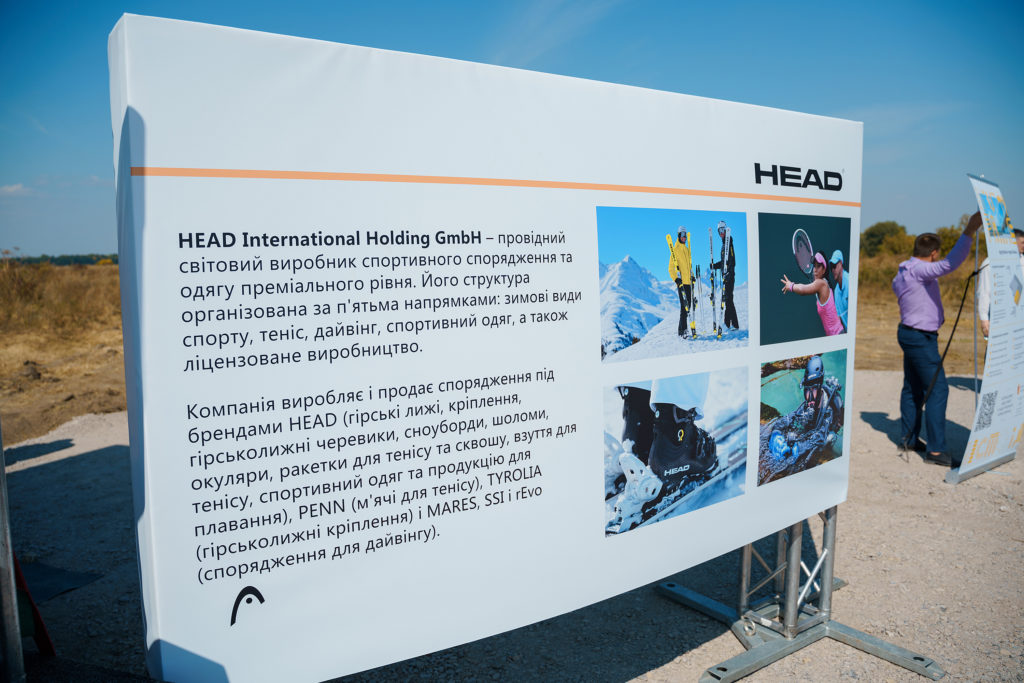 HEAD
HEAD International Holding GmbH – провідний
світовий виробник спортивного спорядження та
одягу преміального рівня. Його структура
організована за п'ятьма напрямками: зимові види
спорту, теніс, дайвінг, спортивний одяг, а також
ліцензоване виробництво.
Компанія виробляє і продає спорядження під
брендами HEAD (гірські лижі, кріплення,
гірськолижні черевики, сноуборди, шоломи,
окуляри, ракетки для тенісу та сквошу, взуття для
тенісу, спортивний одяг та продукцію для
плавання), PENN (м'ячі для тенісу), TYROLIA
(гірськолижні кріплення) і MARES, SSI і rEvo
(спорядження для дайвінгу).
HEAD